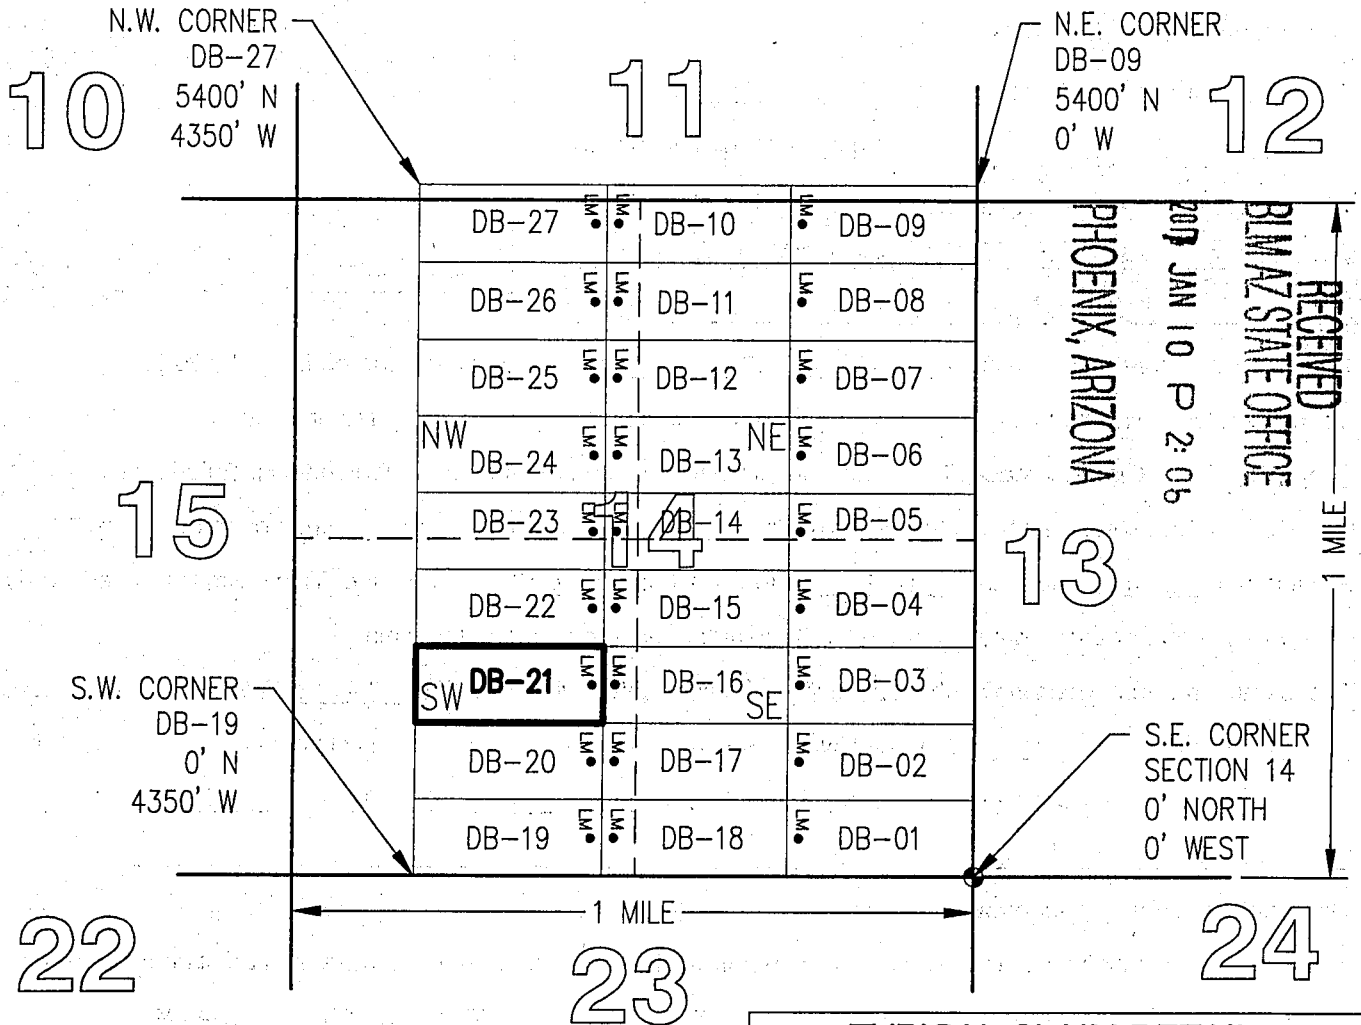 N.W. CORNER
DB-27
5400' N
4350' W
N.E. CORNER
DB-09
5400' N
0' W
10
11
12
DB-27 LM LM DB-10 LM DB-09
DB-26 LM LM DB-11 LM DB-08
DB-25 LM LM DB-12 LM DB-07
NW DB-24 LM LM DB-13 NE LM DB-06
DB-23 LM LM DB-14 LM DB-05
15
14
13
DB-22 LM LM DB-15 LM DB-04
SW DB-21 LM LM DB-16 SE LM DB-03
DB-20 LM LM DB-17 LM DB-02
DB-19 LM LM DB-18 LM DB-01
RECEIVED
BLM AZ STATE OFFICE
JAN 10 P 2:06
PHOENIX, ARIZONA
1 MILE
S.W. CORNER
DB-19
0' N
4350' W
S.E. CORNER
SECTION 14
0' NORTH
0' WEST
1 MILE
22
23
24